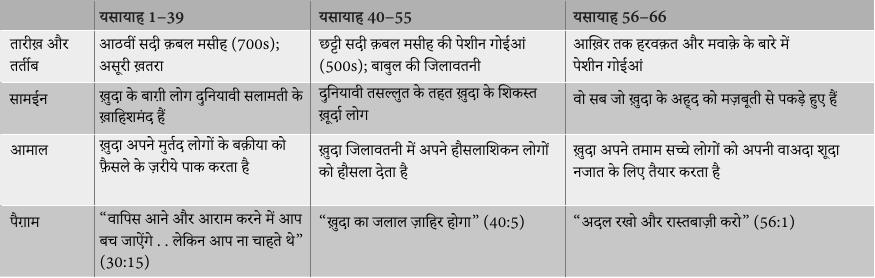 यसायाह 1–39
यसायाह 40–55
यसायाह 56–66
तारीख़ और
तर्तीब
आठवीं सदी क़बल मसीह (700s);
असूरी ख़तरा
छट्टी सदी क़बल मसीह की पेशीन गोईआं
(500s); बाबुल की जिलावतनी
आख़िर तक हरवक़त और मवाक़े के बारे में
पेशीन गोईआं
सामईन
ख़ुदा के बाग़ी लोग दुनियावी सलामती के
ख़ाहिशमंद हैं
दुनियावी तसल्लुत के तहत ख़ुदा के शिकस्त
ख़ूर्दा लोग
वो सब जो ख़ुदा के अह्द को मज़बूती से पकड़े हुए हैं
आमाल
ख़ुदा अपने मुर्तद लोगों के बक़ीया को
फ़ैसले के ज़रीये पाक करता है
ख़ुदा जिलावतनी में अपने हौसलाशिकन लोगों
को हौसला देता है
ख़ुदा अपने तमाम सच्चे लोगों को अपनी वाअदा शूदा
नजात के लिए तैयार करता है
पैग़ाम
“वापिस आने और आराम करने में आप
बच जाऐंगे . . लेकिन आप ना चाहते थे”
(30:15)
“ख़ुदा का जलाल ज़ाहिर होगा” (40:5)
“अदल रखो और रास्तबाज़ी करो” (56:1)